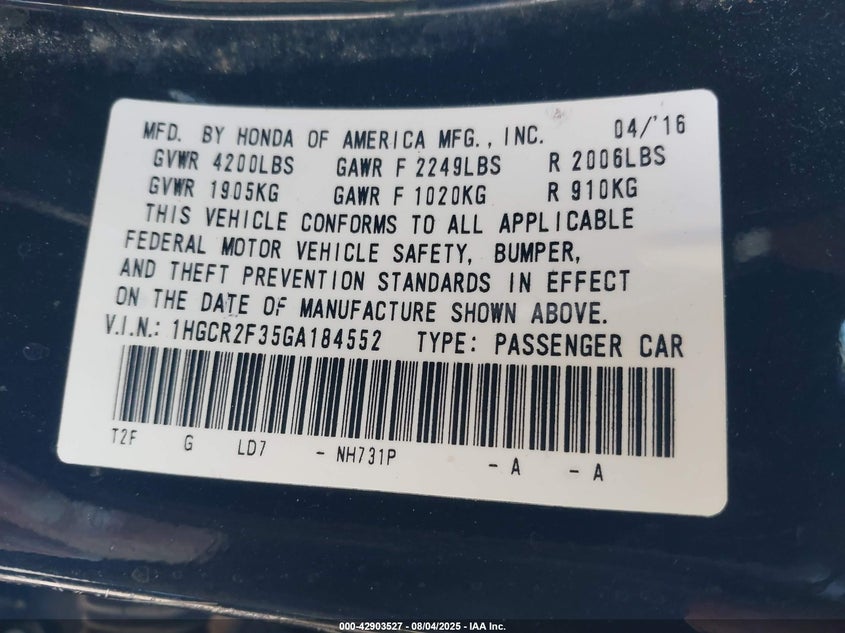 MFD. BY HONDA OF AMERICA MFG., INC. 04/'16
GVWR 4200LBS GAWR F 2249LBS R 2006LBS
GVWR 1905KG GAWR F 1020KG R 910KG
THIS VEHICLE CONFORMS TO ALL APPLICABLE
FEDERAL MOTOR VEHICLE SAFETY, BUMPER,
AND THEFT PREVENTION STANDARDS IN EFFECT
ON THE DATE OF MANUFACTURE SHOWN ABOVE.
V.I.N.: 1HGCR2F35GA184552 TYPE: PASSENGER CAR
T2F G LD7 - NH731P - A - A
000-42903527 - 08/04/2025 - IAA Inc.